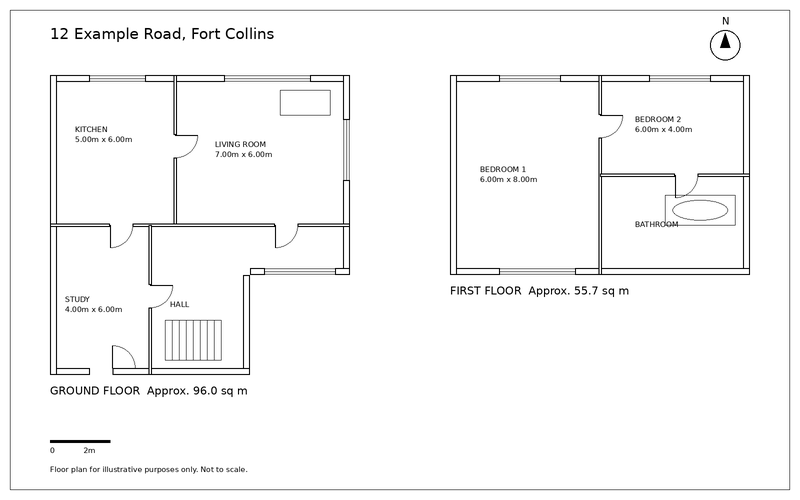 12 Example Road, Fort Collins
N
KITCHEN
5.00m x 6.00m
LIVING ROOM
7.00m x 6.00m
STUDY
4.00m x 6.00m
HALL
GROUND FLOOR  Approx. 96.0 sq m
BEDROOM 1
6.00m x 8.00m
BEDROOM 2
6.00m x 4.00m
BATHROOM
FIRST FLOOR  Approx. 55.7 sq m
0 2m
Floor plan for illustrative purposes only. Not to scale.